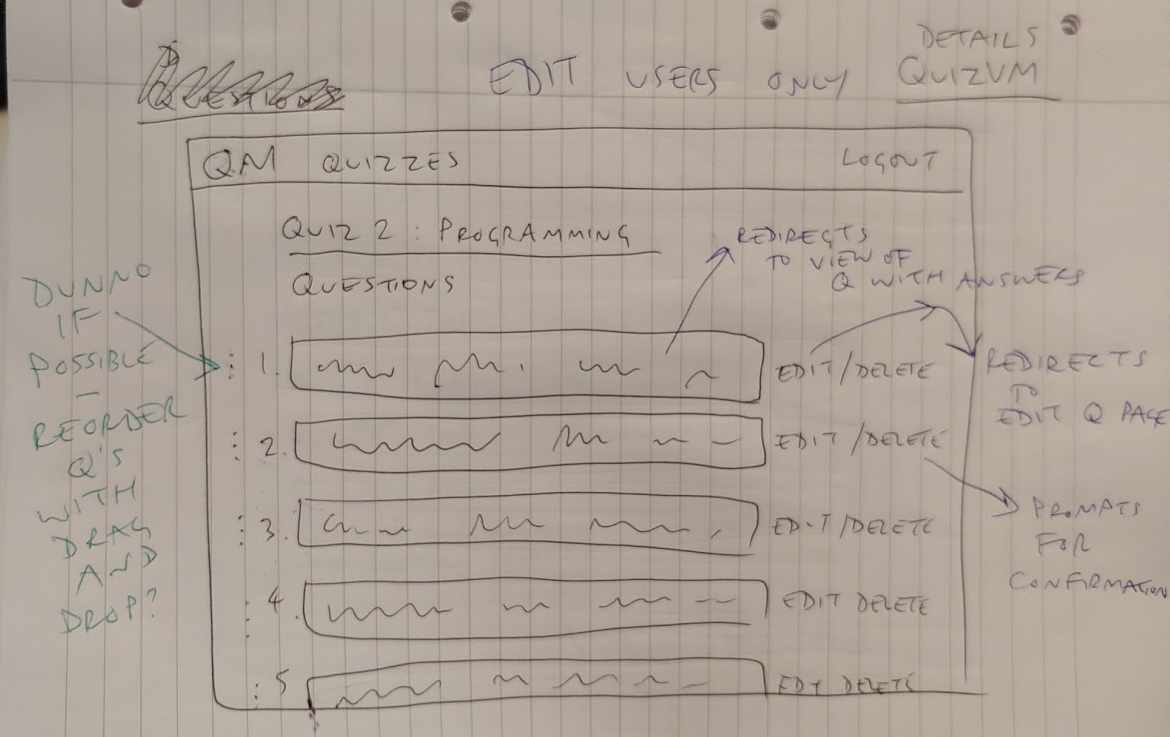 QUESTIONS
EDIT USERS ONLY
DETAILS
QUIZVM
QM QUIZZES LOGOUT
QUIZ 2 : PROGRAMMING
QUESTIONS
REDIRECTS
TO VIEW OF
Q WITH ANSWERS
DUNNO
IF
POSSIBLE
—
REORDER
Q'S
WITH
DRAG
AND
DROP?
1. EDIT/DELETE
REDIRECTS
TO
EDIT Q PAGE
2. EDIT/DELETE
3. EDIT/DELETE
PROMPTS
FOR
CONFIRMATION
4. EDIT DELETE
5 EDIT DELETE